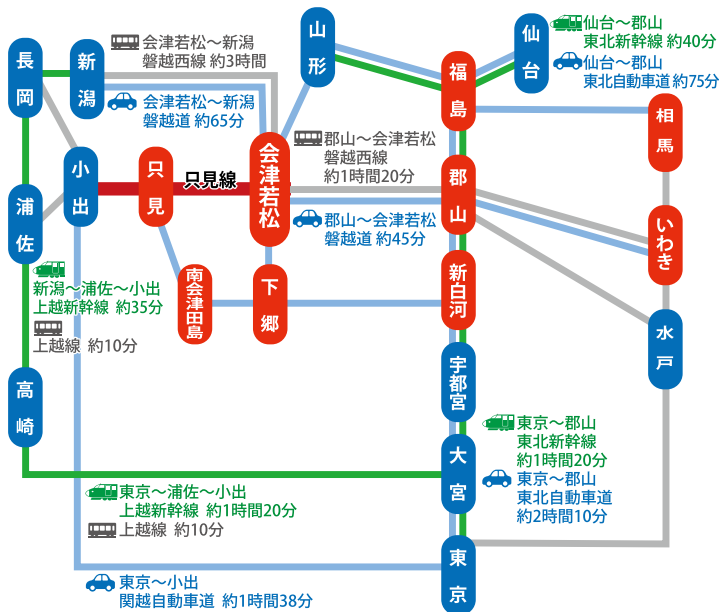 会津若松～新潟
磐越西線 約3時間
会津若松～新潟
磐越道 約65分
仙台～郡山
東北新幹線 約40分
仙台～郡山
東北自動車道 約75分
長岡
新潟
山形
福島
仙台
相馬
小出
只見
只見線
会津若松
郡山～会津若松
磐越西線
約1時間20分
郡山～会津若松
磐越道 約45分
郡山
いわき
浦佐
新潟～浦佐～小出
上越新幹線 約35分
上越線 約10分
南会津田島
下郷
新白河
水戸
宇都宮
高崎
大宮
東京～郡山
東北新幹線
約1時間20分
東京～郡山
東北自動車道
約2時間10分
東京～浦佐～小出
上越新幹線 約1時間20分
上越線 約10分
東京
東京～小出
関越自動車道 約1時間38分